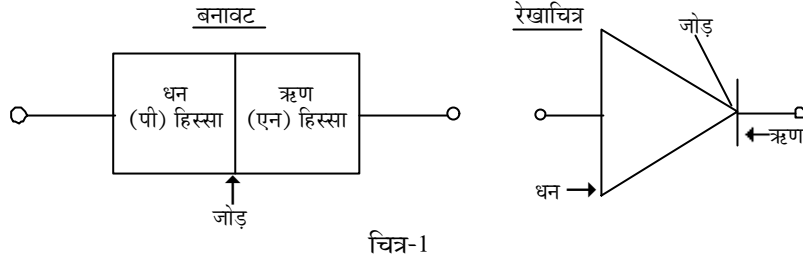 बनावट
धन
(पी) हिस्सा
ऋण
(एन) हिस्सा
जोड़
रेखाचित्र
जोड़
ऋण
धन
चित्र-1